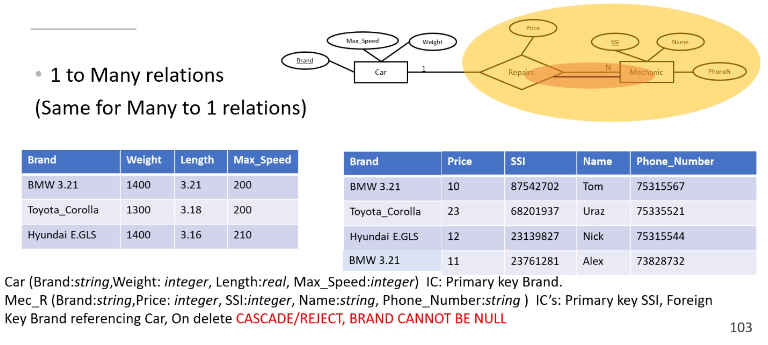 Price
Max_Speed
Weight
SSI
Name
Brand
Car
1
Repairs
N
Mechanic
PhoneN
• 1 to Many relations
(Same for Many to 1 relations)
Brand Weight Length Max_Speed
BMW 3.21 1400 3.21 200
Toyota_Corolla 1300 3.18 200
Hyundai E.GLS 1400 3.16 210
Brand Price SSI Name Phone_Number
BMW 3.21 10 87542702 Tom 75315567
Toyota_Corolla 23 68201937 Uraz 75335521
Hyundai E.GLS 12 23139827 Nick 75315544
BMW 3.21 11 23761281 Alex 73828732
Car (Brand:string,Weight: integer, Length:real, Max_Speed:integer) IC: Primary key Brand.
Mec_R (Brand:string,Price: integer, SSI:integer, Name:string, Phone_Number:string ) IC's: Primary key SSI, Foreign
Key Brand referencing Car, On delete CASCADE/REJECT, BRAND CANNOT BE NULL
103